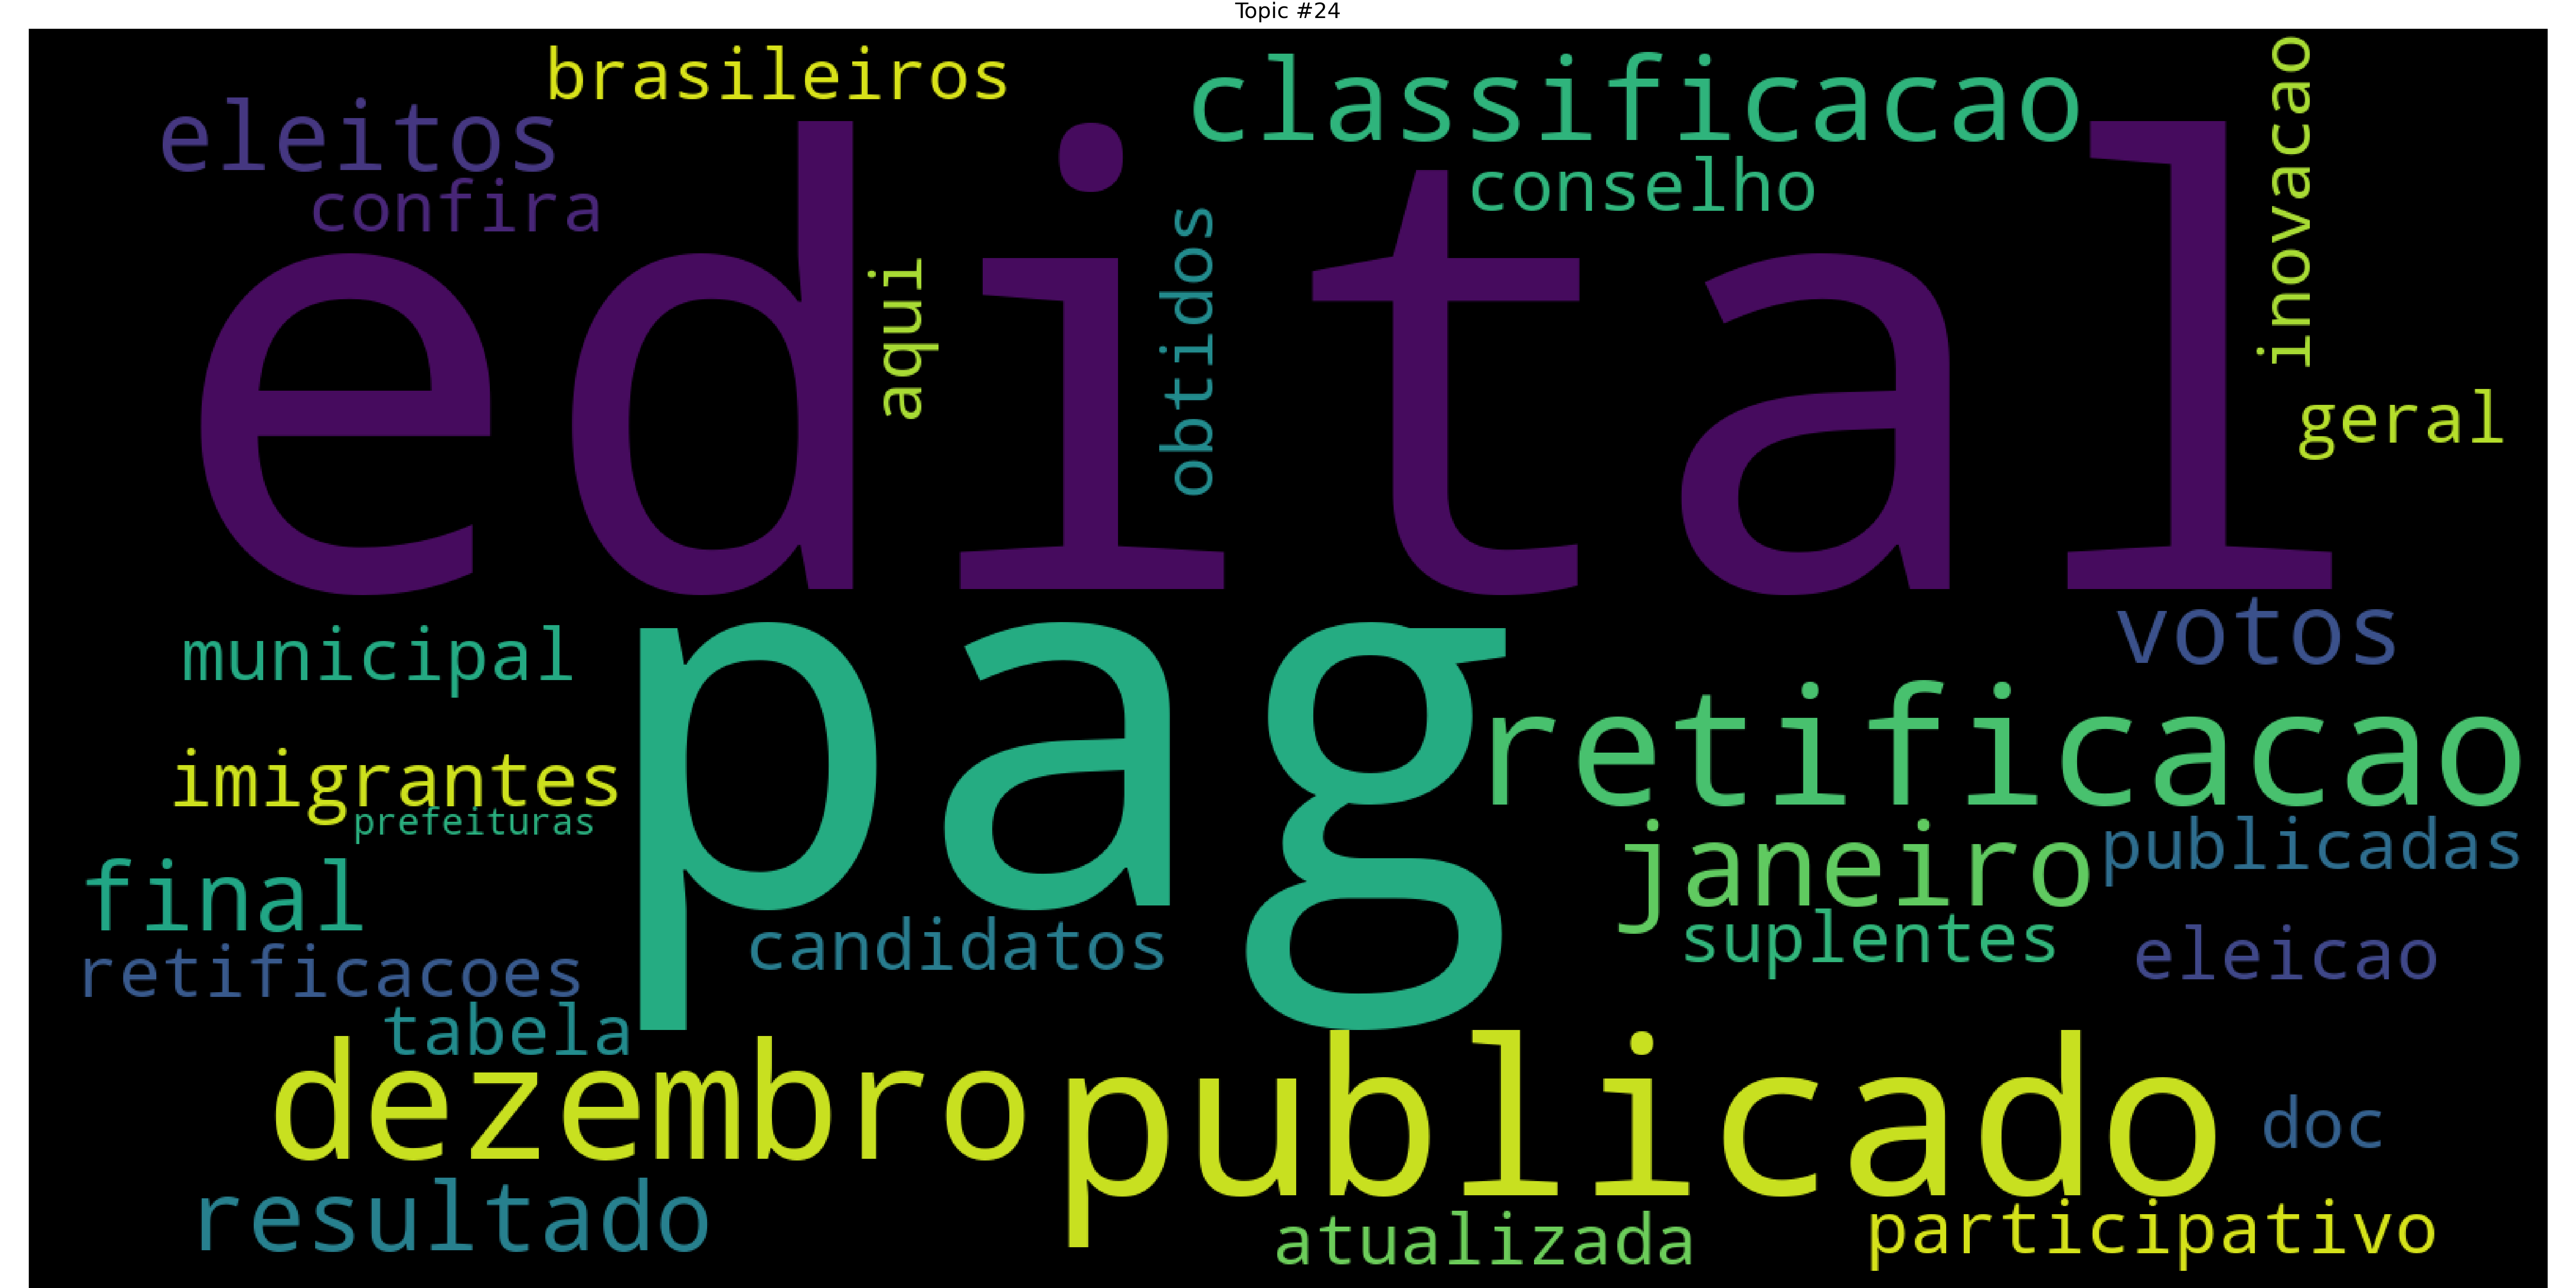 Topic #24
brasileiros
classificacao
inovacao
eleitos
confira
conselho
edital
aqui
obtidos
geral
municipal
pag
votos
retificacao
imigrantes
prefeituras
janeiro
publicadas
final
candidatos
suplentes
eleicao
retificacoes
tabela
dezembro
publicado
doc
resultado
atualizada
participativo